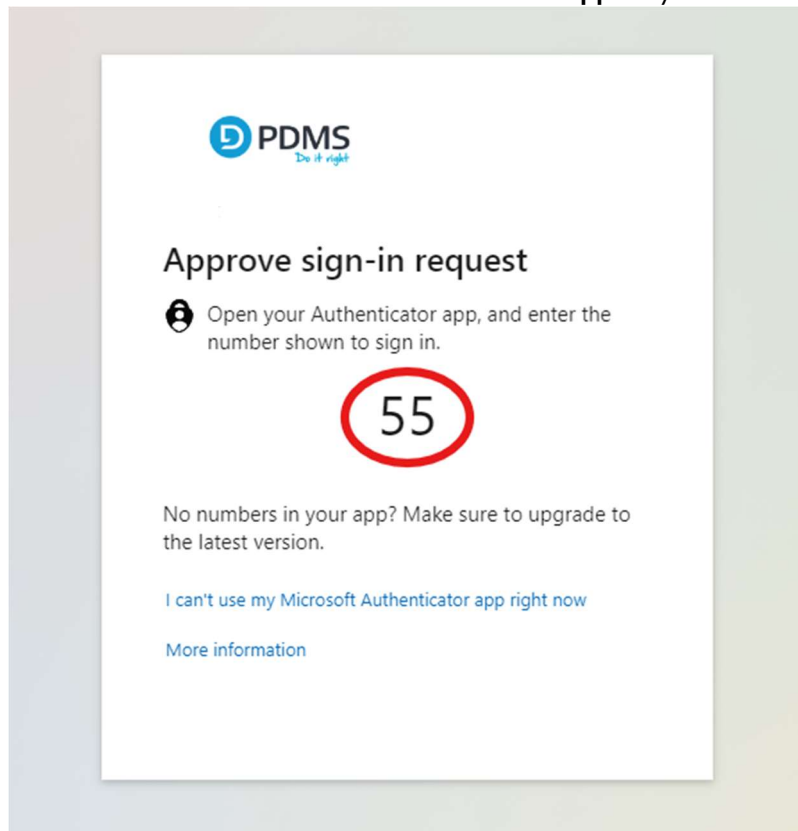 PDMS
Do it right
Approve sign-in request
Open your Authenticator app, and enter the
number shown to sign in.
55
No numbers in your app? Make sure to upgrade to
the latest version.
I can't use my Microsoft Authenticator app right now
More information